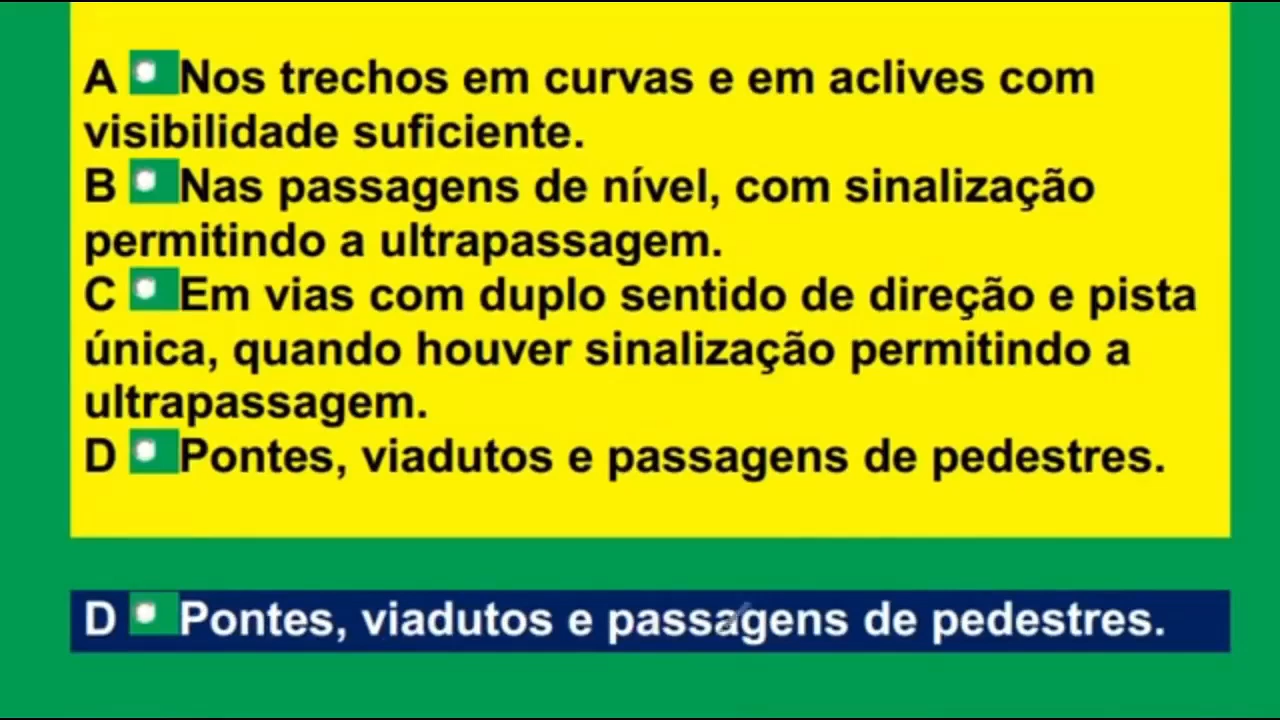 A Nos trechos em curvas e em aclives com
visibilidade suficiente.
B Nas passagens de nível, com sinalização
permitindo a ultrapassagem.
C Em vias com duplo sentido de direção e pista
única, quando houver sinalização permitindo a
ultrapassagem.
D Pontes, viadutos e passagens de pedestres.
D Pontes, viadutos e passagens de pedestres.